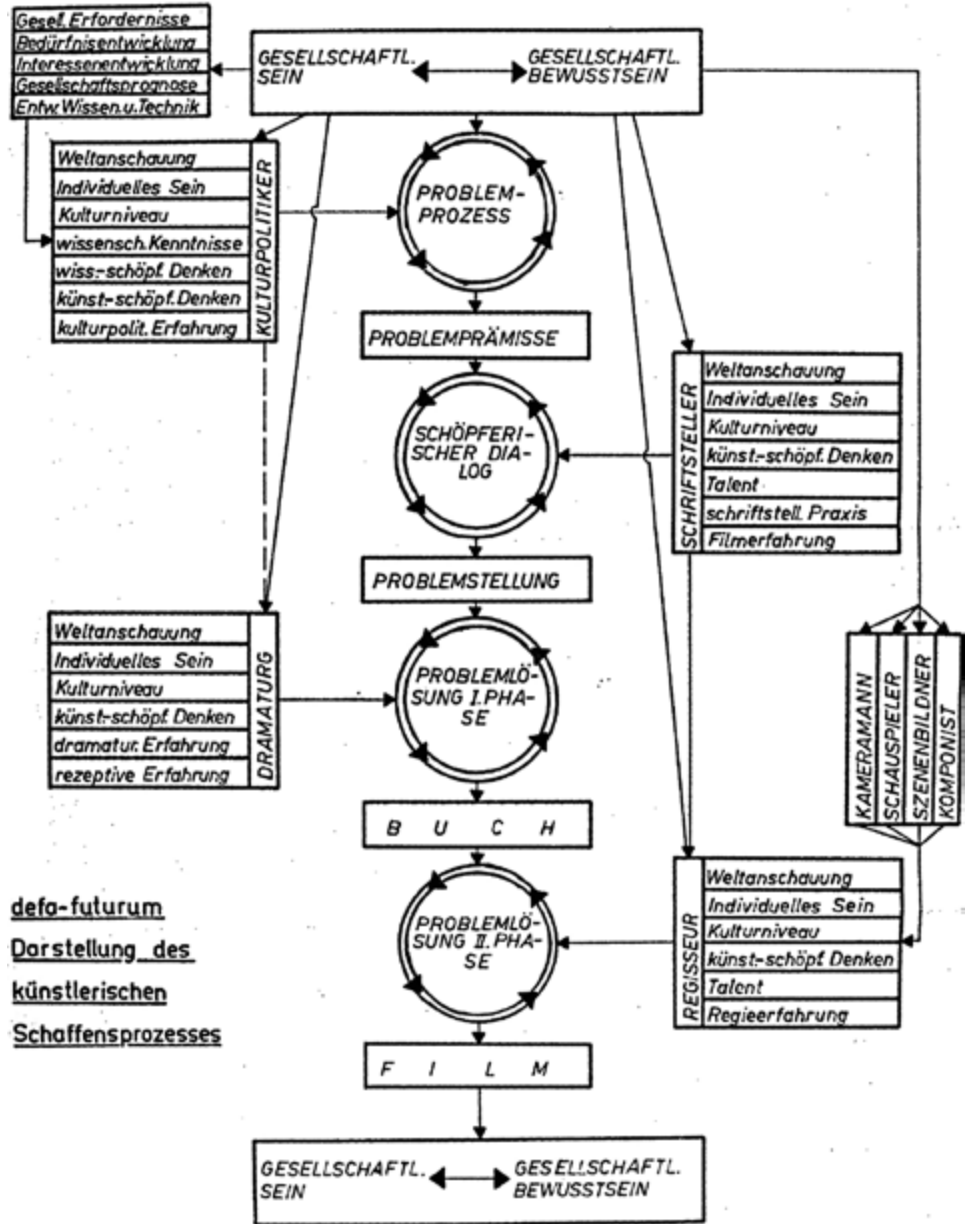 Gesell. Erfordernisse
Bedürfnisentwicklung
Interessenentwicklung
Gesellschaftsprognose
Entw. Wissen. u. Technik
GESELLSCHAFTL.
SEIN
GESELLSCHAFTL.
BEWUSSTSEIN
Weltanschauung
Individuelles Sein
Kulturniveau
wissensch. Kenntnisse
wiss.-schöpf. Denken
künst.-schöpf. Denken
kulturpolit. Erfahrung
KULTURPOLITIKER
PROBLEM-
PROZESS
PROBLEMPRÄMISSE
SCHÖPFERI-
SCHER DIA-
LOG
SCHRIFTSTELLER
Weltanschauung
Individuelles Sein
Kulturniveau
künst.-schöpf. Denken
Talent
schriftstell. Praxis
Filmerfahrung
PROBLEMSTELLUNG
Weltanschauung
Individuelles Sein
Kulturniveau
künst.-schöpf. Denken
dramatur. Erfahrung
rezeptive Erfahrung
DRAMATURG
PROBLEMLÖ-
SUNG I. PHA-
SE
KAMERAMANN
SCHAUSPIELER
SZENENBILDNER
KOMPONIST
B U C H
PROBLEMLÖ-
SUNG II. PHA-
SE
REGISSEUR
Weltanschauung
Individuelles Sein
Kulturniveau
künst.-schöpf. Denken
Talent
Regieerfahrung
defa-futurum
Darstellung des
künstlerischen
Schaffensprozesses
F I L M
GESELLSCHAFTL.
SEIN
GESELLSCHAFTL.
BEWUSSTSEIN